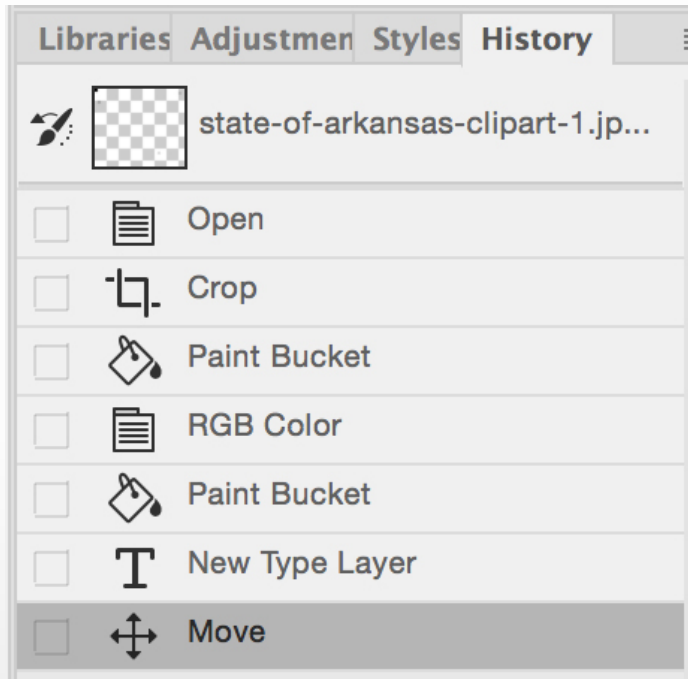 Libraries Adjustmen Styles History
state-of-arkansas-clipart-1.jp...
Open
Crop
Paint Bucket
RGB Color
Paint Bucket
New Type Layer
Move